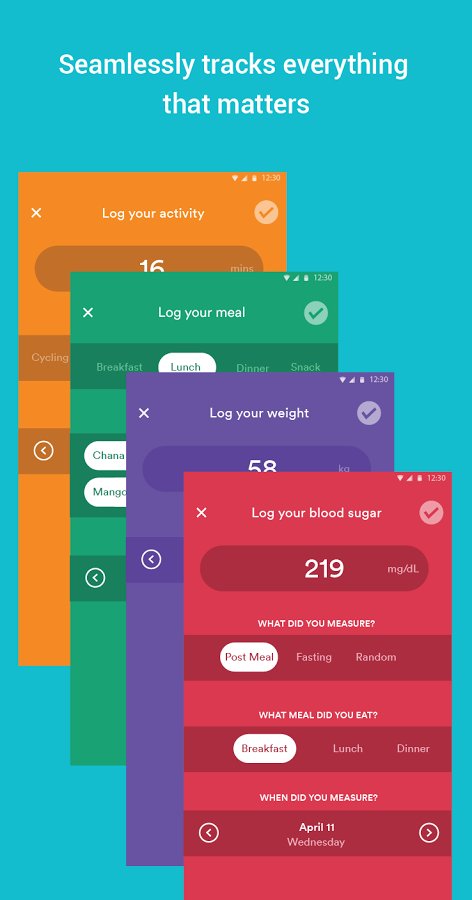 Seamlessly tracks everything
that matters
12:30
Log your activity
16 mins
Cycling
12:30
Log your meal
Breakfast Lunch Dinner Snack
Chana
Mango
12:30
Log your weight
58 kg
12:30
Log your blood sugar
219 mg/dL
WHAT DID YOU MEASURE?
Post Meal Fasting Random
WHAT MEAL DID YOU EAT?
Breakfast Lunch Dinner
WHEN DID YOU MEASURE?
April 11
Wednesday